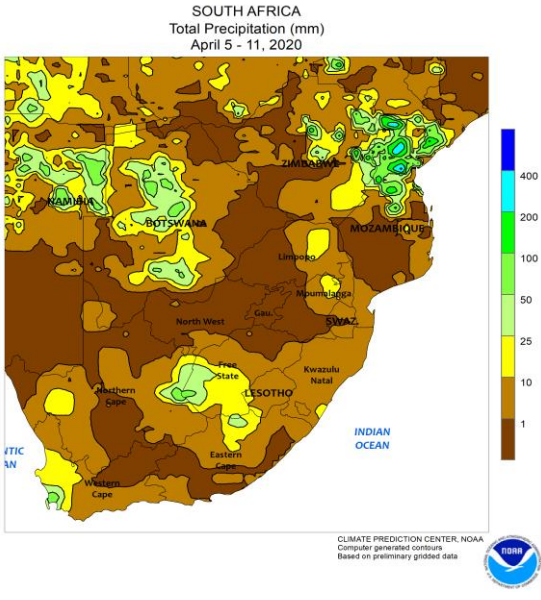 SOUTH AFRICA
Total Precipitation (mm)
April 5 - 11, 2020
ZIMBABWE
NAMIBIA
BOTSWANA
MOZAMBIQUE
Limpopo
Mpumalanga
North West
Gau.
SWAZ.
Free
State
Kwazulu
Natal
Northern
Cape
LESOTHO
Eastern
Cape
Western
Cape
NTIC
AN
INDIAN
OCEAN
400
200
100
50
25
10
1
CLIMATE PREDICTION CENTER, NOAA
Computer generated contours
Based on preliminary gridded data
NOAA